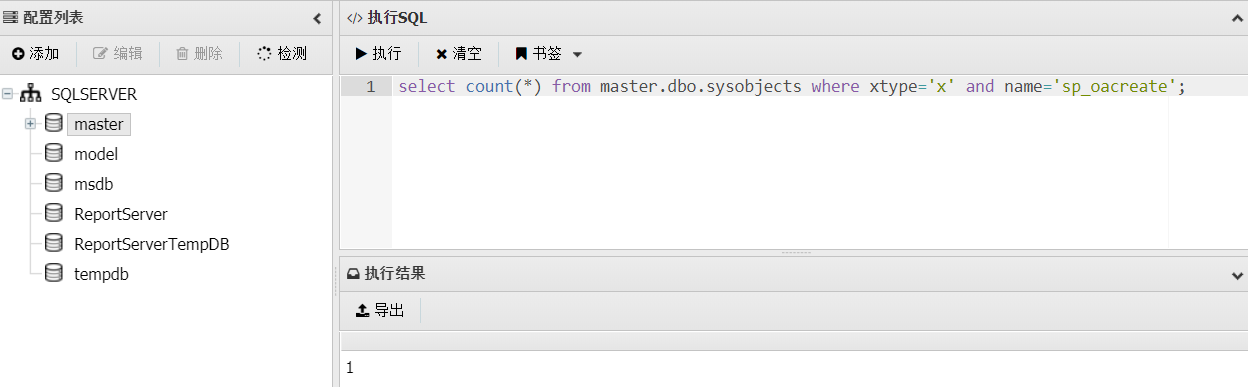 配置列表
添加 编辑 删除 检测
SQLSERVER
master
model
msdb
ReportServer
ReportServerTempDB
tempdb
</> 执行SQL
执行 清空 书签
1 select count(*) from master.dbo.sysobjects where xtype='x' and name='sp_oacreate';
执行结果
导出
1